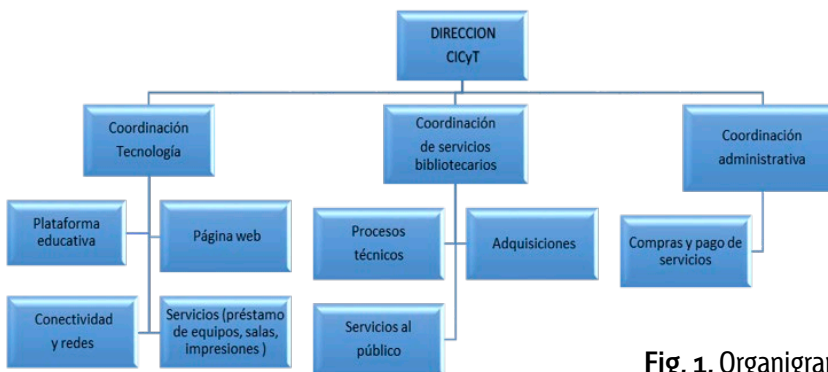 DIRECCION
CICyT
Coordinación
Tecnología
Coordinación
de servicios
bibliotecarios
Coordinación
administrativa
Plataforma
educativa
Página web
Procesos
técnicos
Adquisiciones
Compras y pago de
servicios
Conectividad
y redes
Servicios (préstamo
de equipos, salas,
impresiones )
Servicios al
público
Fig. 1. Organigra